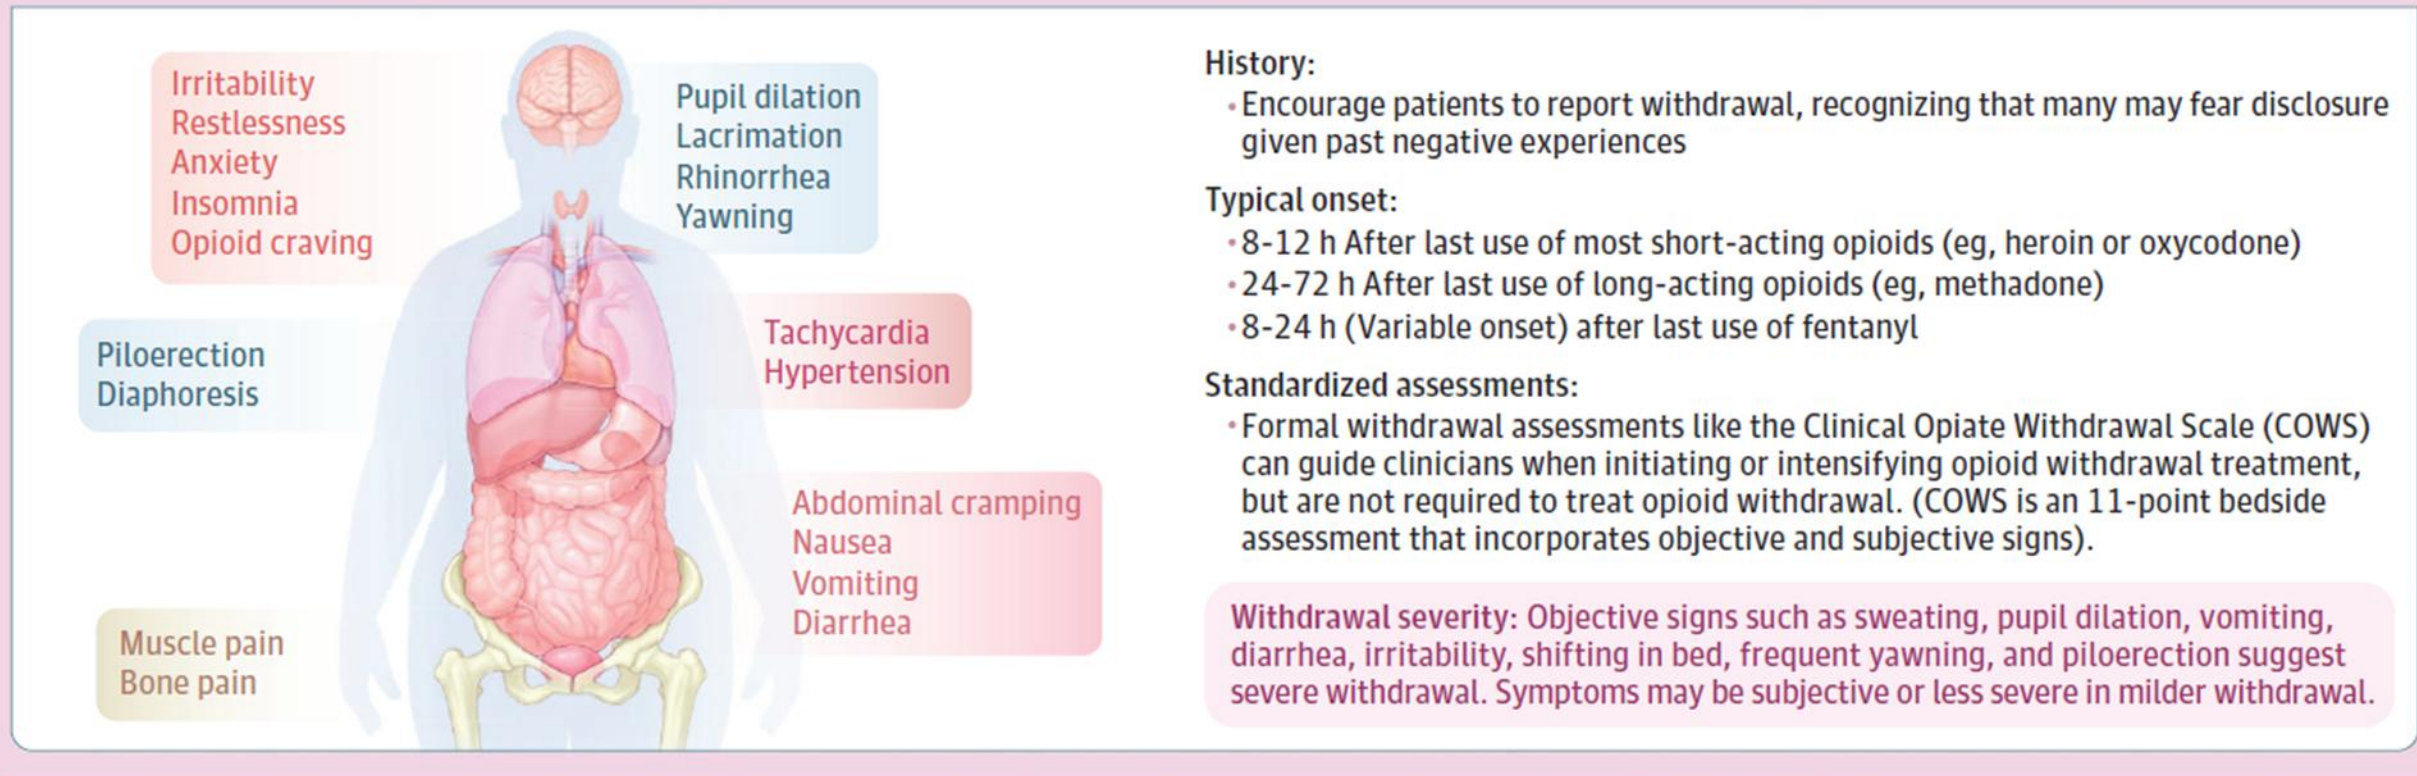 Irritability
Restlessness
Anxiety
Insomnia
Opioid craving
Pupil dilation
Lacrimation
Rhinorrhea
Yawning
Piloerection
Diaphoresis
Tachycardia
Hypertension
Abdominal cramping
Nausea
Vomiting
Diarrhea
Muscle pain
Bone pain
History:
• Encourage patients to report withdrawal, recognizing that many may fear disclosure
given past negative experiences
Typical onset:
• 8-12 h After last use of most short-acting opioids (eg, heroin or oxycodone)
• 24-72 h After last use of long-acting opioids (eg, methadone)
• 8-24 h (Variable onset) after last use of fentanyl
Standardized assessments:
• Formal withdrawal assessments like the Clinical Opiate Withdrawal Scale (COWS)
can guide clinicians when initiating or intensifying opioid withdrawal treatment,
but are not required to treat opioid withdrawal. (COWS is an 11-point bedside
assessment that incorporates objective and subjective signs).
Withdrawal severity: Objective signs such as sweating, pupil dilation, vomiting,
diarrhea, irritability, shifting in bed, frequent yawning, and piloerection suggest
severe withdrawal. Symptoms may be subjective or less severe in milder withdrawal.